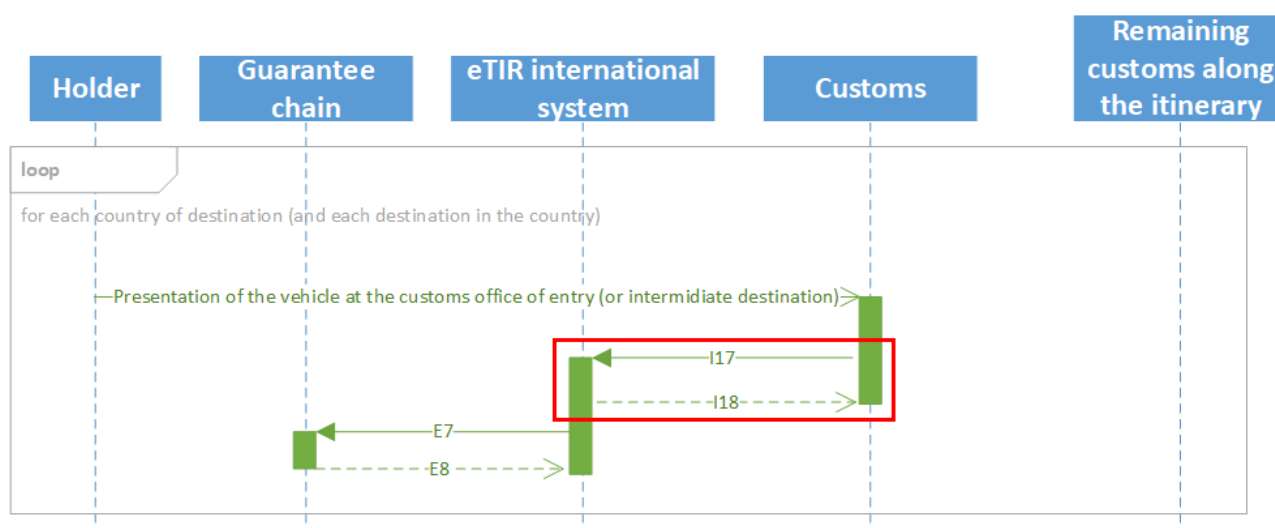 Holder
Guarantee
chain
eTIR international
system
Customs
Remaining
customs along
the itinerary
loop
for each country of destination (and each destination in the country)
Presentation of the vehicle at the customs office of entry (or intermidiate destination)
I17
I18
E7
E8